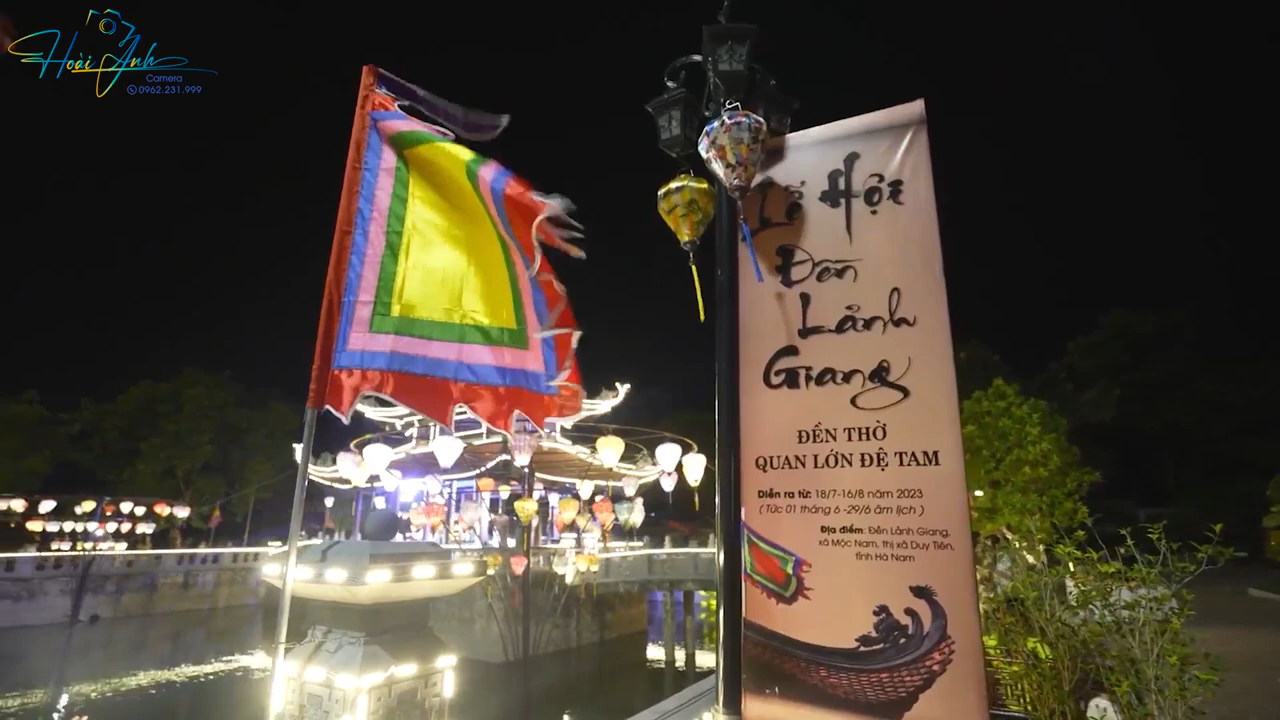 Hoài Anh
Camera
0962.231.999
Lễ Hội
Đền
Lảnh
Giang
ĐỀN THỜ
QUAN LỚN ĐỆ TAM
Diễn ra từ: 18/7-16/8 năm 2023
( Tức 01 tháng 6 -29/6 âm lịch )
Địa điểm: Đền Lảnh Giang,
xã Mộc Nam, thị xã Duy Tiên,
tỉnh Hà Nam